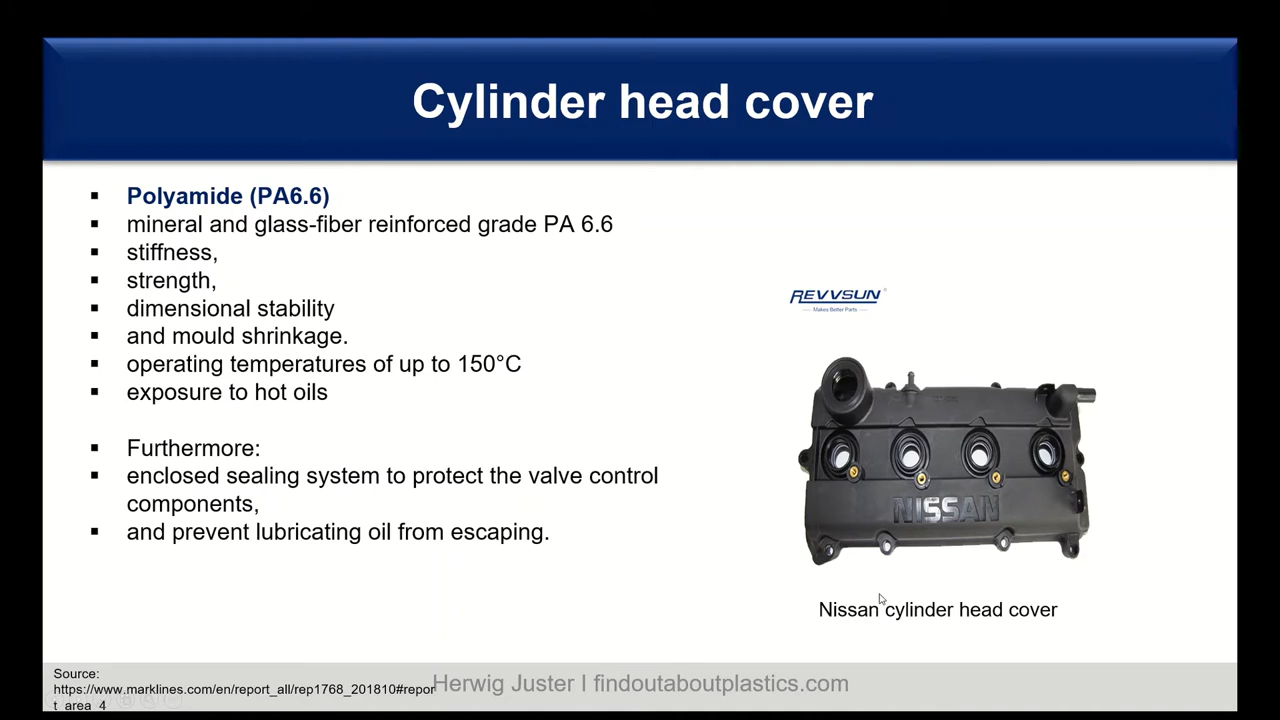 Cylinder head cover
Polyamide (PA6.6)
mineral and glass-fiber reinforced grade PA 6.6
stiffness,
strength,
dimensional stability
and mould shrinkage.
operating temperatures of up to 150°C
exposure to hot oils
Furthermore:
enclosed sealing system to protect the valve control
components,
and prevent lubricating oil from escaping.
REVVSUN®
Makes Better Parts
NISSAN
Nissan cylinder head cover
Source:
https://www.marklines.com/en/report_all/rep1768_201810#repor
t_area_4
Herwig Juster I findoutaboutplastics.com